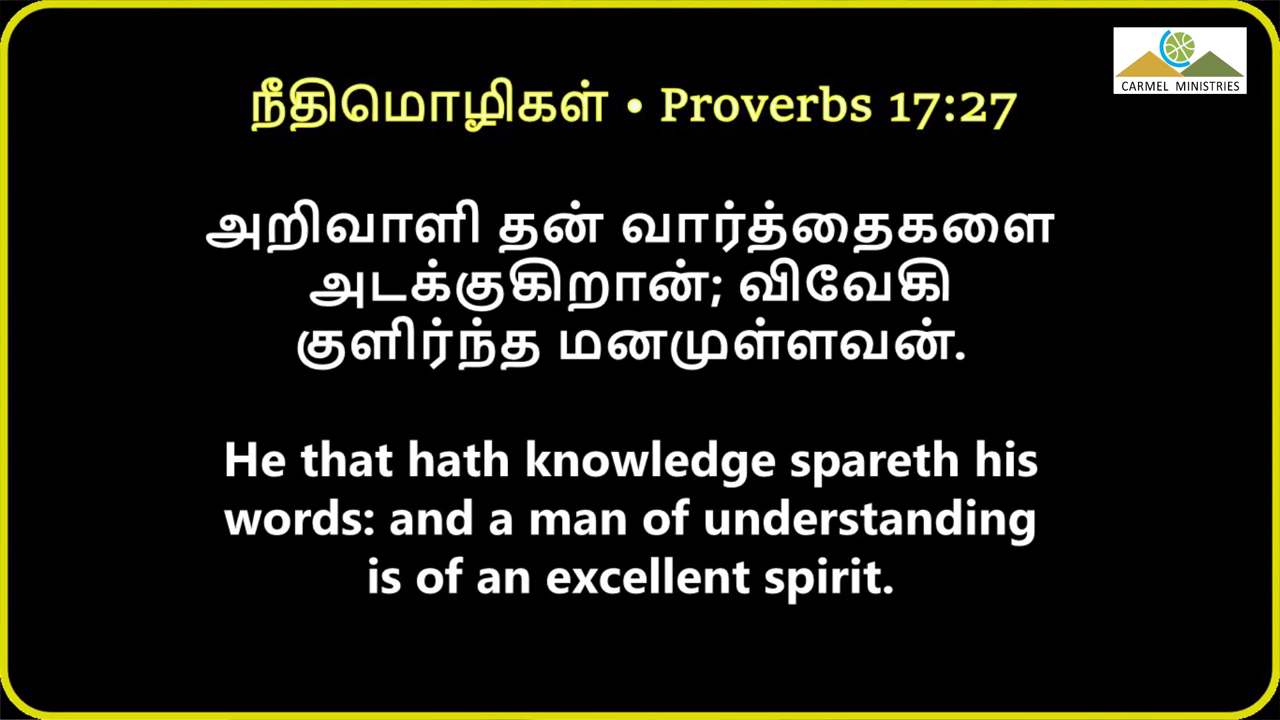 CARMEL MINISTRIES
நீதிமொழிகள் • Proverbs 17:27
அறிவாளி தன் வார்த்தைகளை
அடக்குகிறான்; விவேகி
குளிர்ந்த மனமுள்ளவன்.
He that hath knowledge spareth his
words: and a man of understanding
is of an excellent spirit.